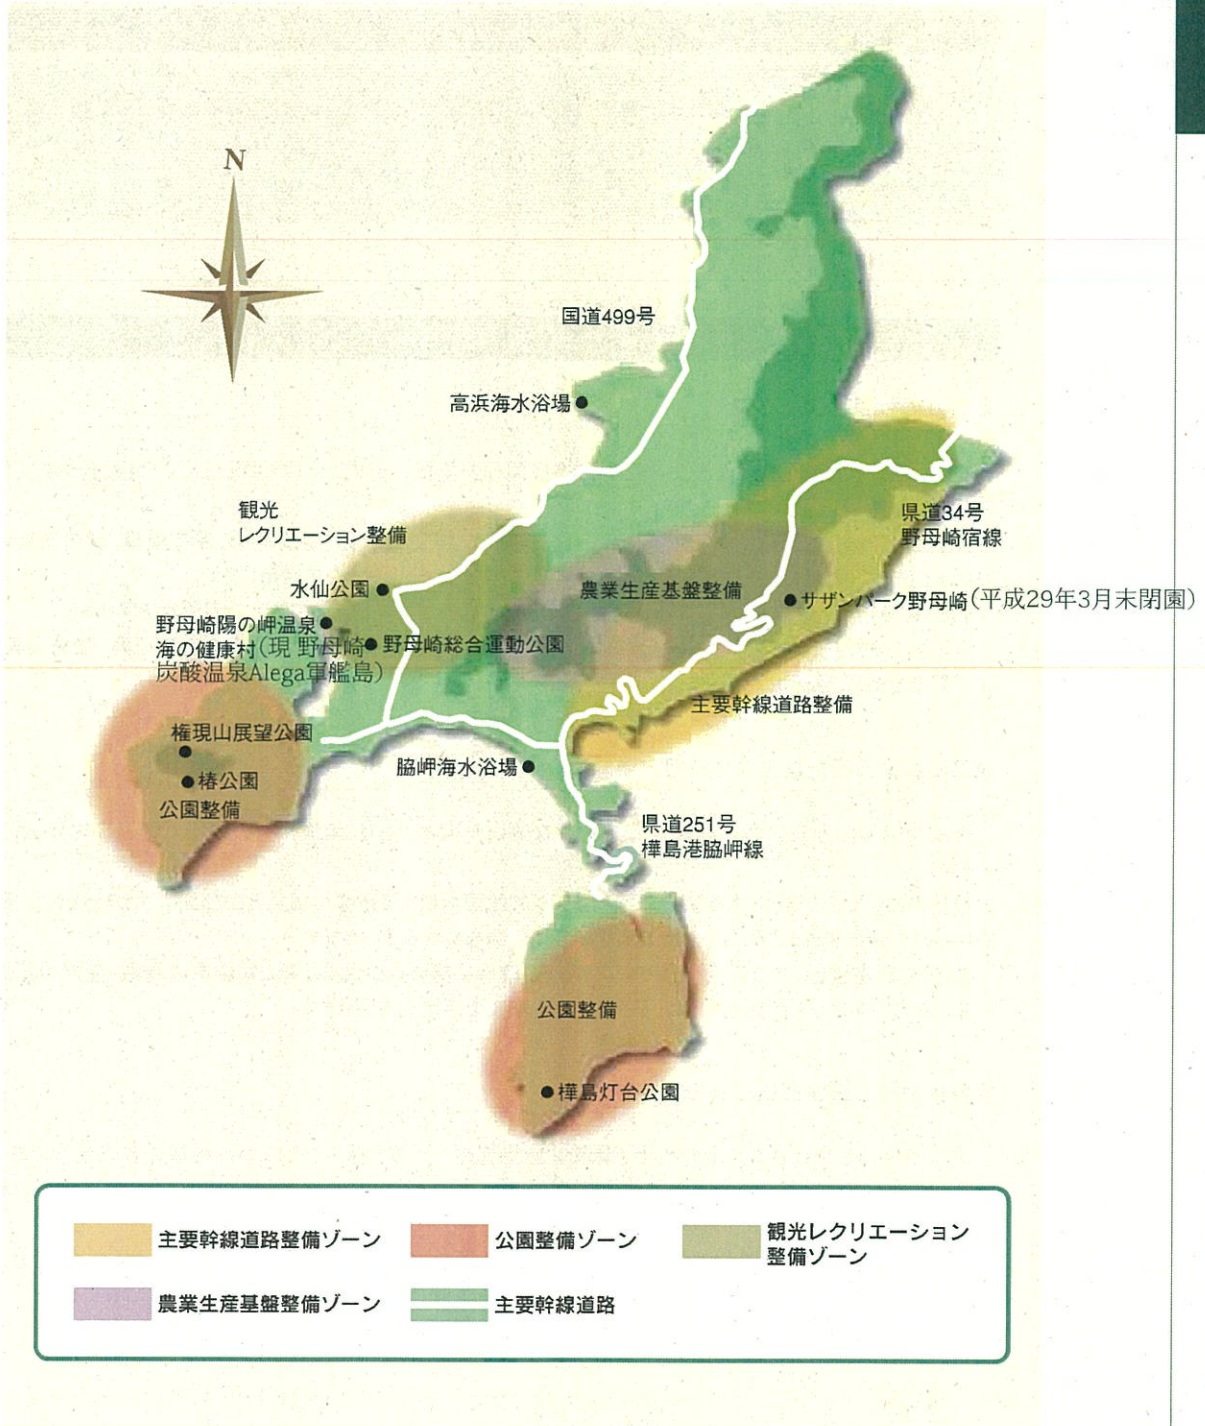 N
国道499号
高浜海水浴場
観光
レクリエーション整備
県道34号
野母崎宿線
水仙公園
農業生産基盤整備
サザンパーク野母崎(平成29年3月末閉園)
野母崎陽の岬温泉
海の健康村(現 野母崎
炭酸温泉Alega軍艦島)
野母崎総合運動公園
主要幹線道路整備
権現山展望公園
椿公園
公園整備
脇岬海水浴場
県道251号
樺島港脇岬線
公園整備
樺島灯台公園
主要幹線道路整備ゾーン
公園整備ゾーン
観光レクリエーション
整備ゾーン
農業生産基盤整備ゾーン
主要幹線道路